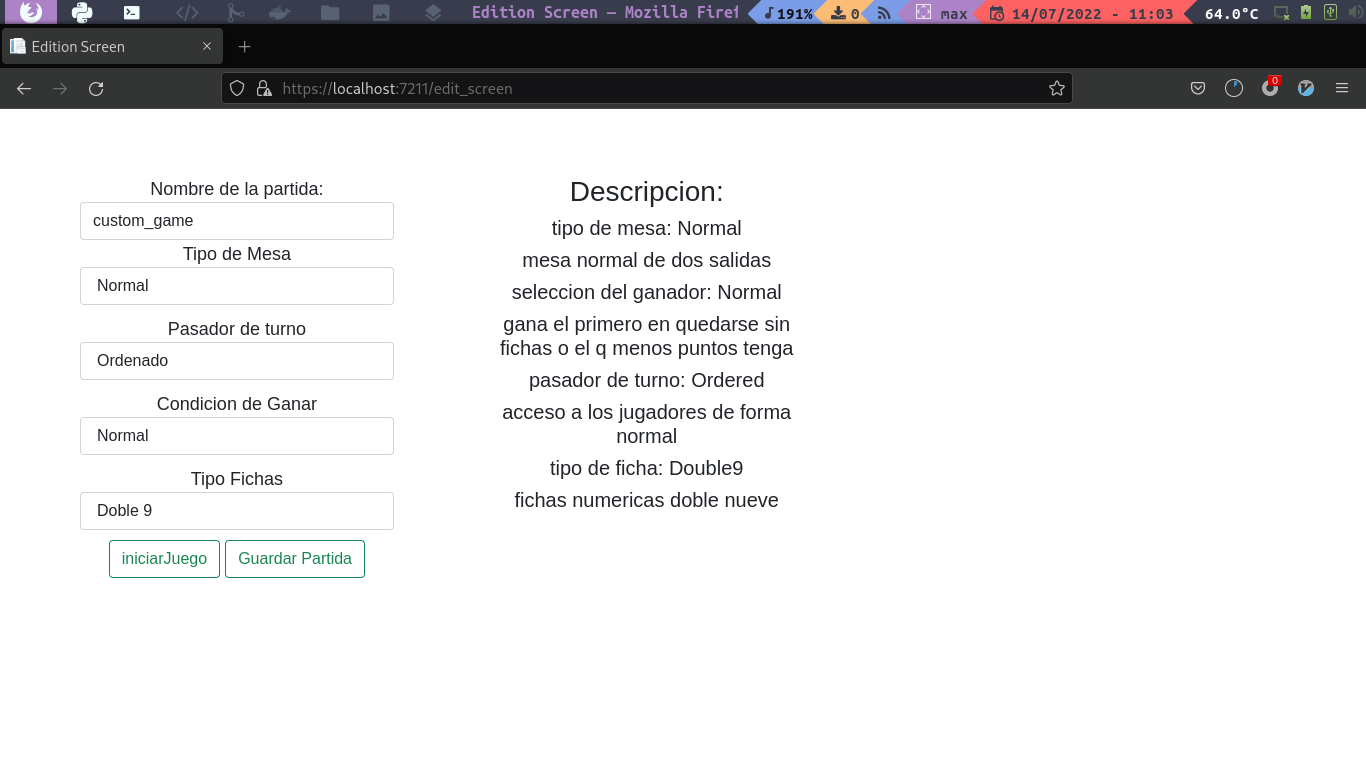 Edition Screen — Mozilla Firef
191%
0
max
14/07/2022 - 11:03
64.0°C
Edition Screen
https://localhost:7211/edit_screen
0
Nombre de la partida:
custom_game
Tipo de Mesa
Normal
Pasador de turno
Ordenado
Condicion de Ganar
Normal
Tipo Fichas
Doble 9
iniciarJuego
Guardar Partida
Descripcion:
tipo de mesa: Normal
mesa normal de dos salidas
seleccion del ganador: Normal
gana el primero en quedarse sin
fichas o el q menos puntos tenga
pasador de turno: Ordered
acceso a los jugadores de forma
normal
tipo de ficha: Double9
fichas numericas doble nueve